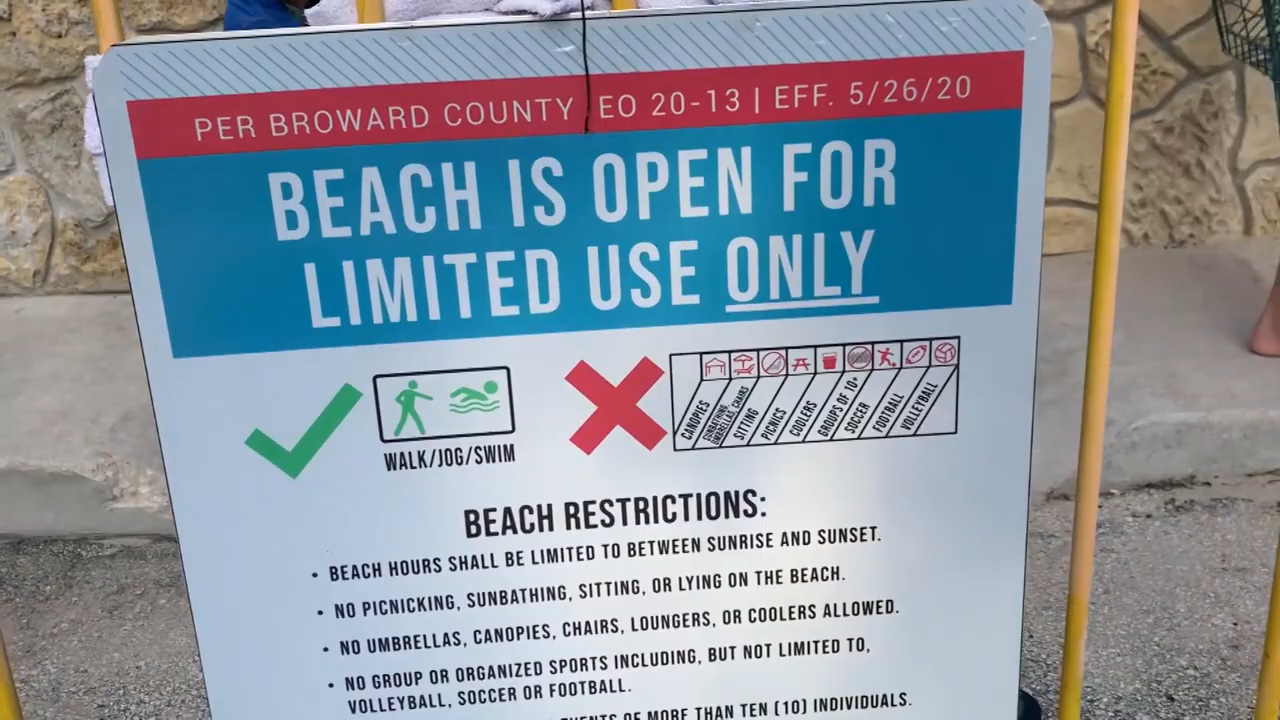 PER BROWARD COUNTY EO 20-13 | EFF. 5/26/20
BEACH IS OPEN FOR
LIMITED USE ONLY
WALK/JOG/SWIM
CANOPIES
SUNBATHING, UMBRELLAS, CHAIRS
SITTING
PICNICS
COOLERS
GROUPS OF 10+
SOCCER
FOOTBALL
VOLLEYBALL
BEACH RESTRICTIONS:
• BEACH HOURS SHALL BE LIMITED TO BETWEEN SUNRISE AND SUNSET.
• NO PICNICKING, SUNBATHING, SITTING, OR LYING ON THE BEACH.
• NO UMBRELLAS, CANOPIES, CHAIRS, LOUNGERS, OR COOLERS ALLOWED.
• NO GROUP OR ORGANIZED SPORTS INCLUDING, BUT NOT LIMITED TO,
VOLLEYBALL, SOCCER OR FOOTBALL.
EVENTS OF MORE THAN TEN (10) INDIVIDUALS.